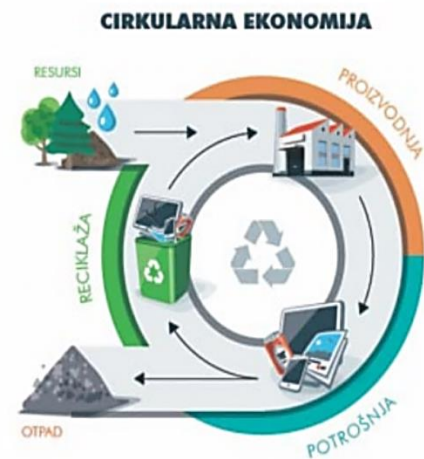 CIRKULARNA EKONOMIJA
RESURSI
PROIZVODNJA
RECIKLAŽA
OTPAD
POTROŠNJA